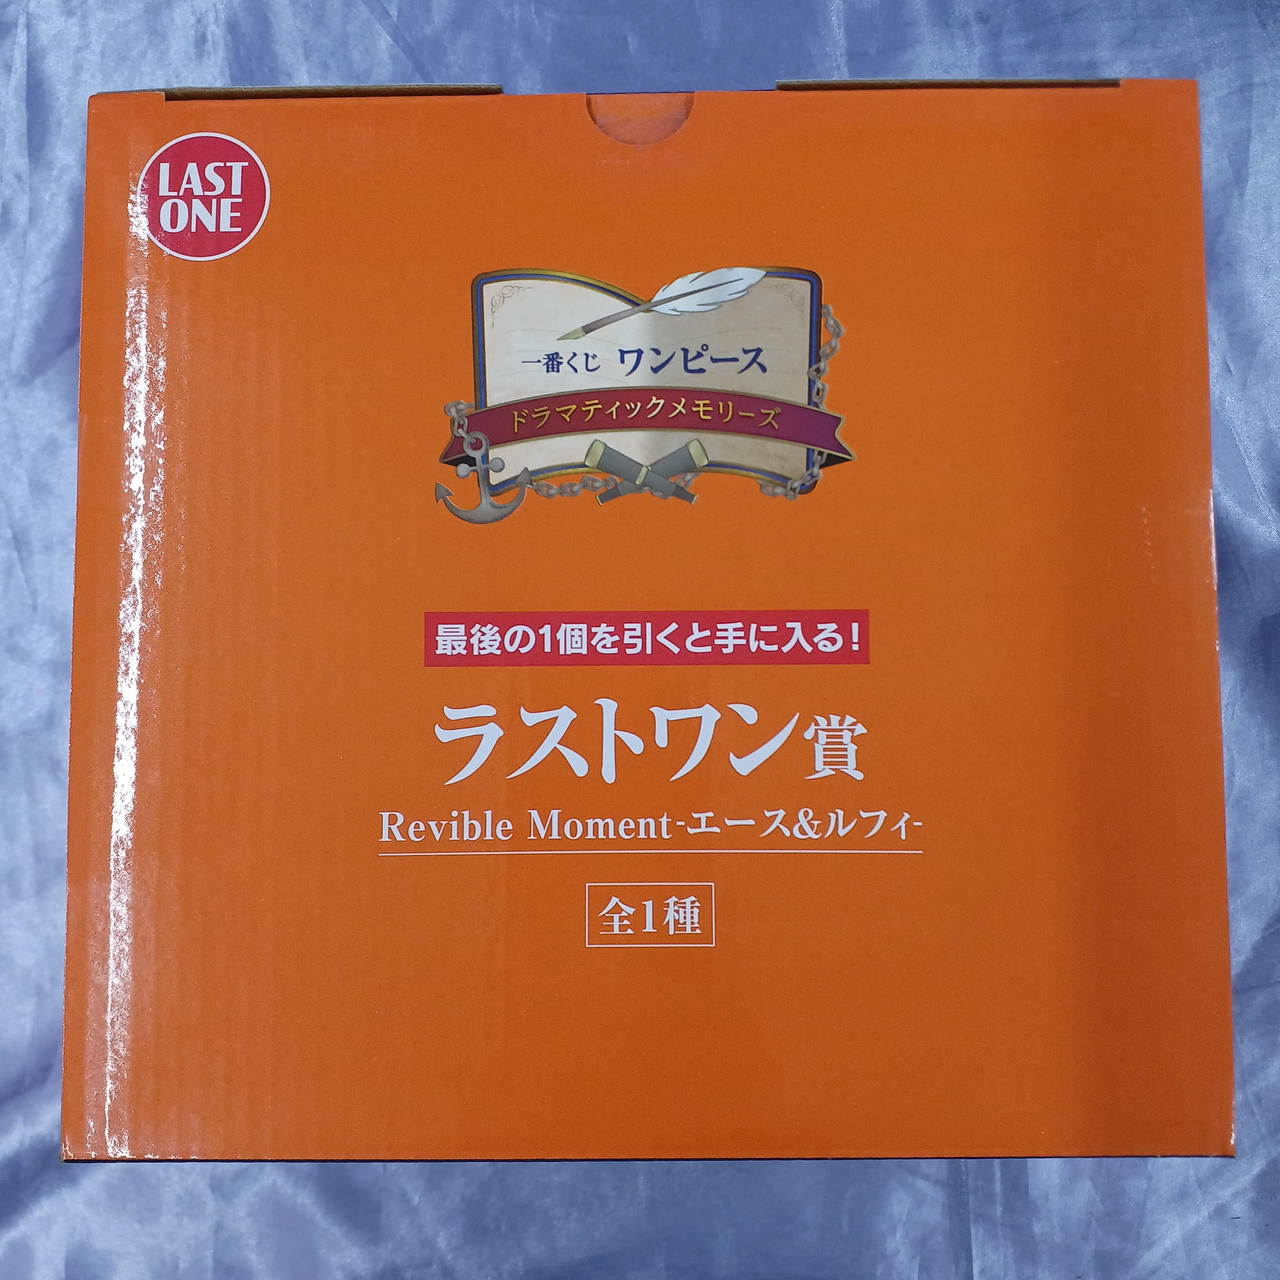 LAST
ONE
一番くじ ワンピース
ドラマティックメモリーズ
最後の1個を引くと手に入る!
ラストワン賞
Revible Moment-エース&ルフィ-
全1種